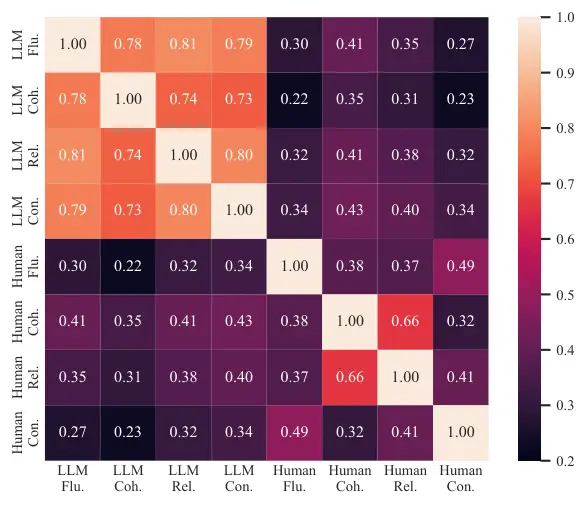 LLM Flu. 1.00 0.78 0.81 0.79 0.30 0.41 0.35 0.27
LLM Coh. 0.78 1.00 0.74 0.73 0.22 0.35 0.31 0.23
LLM Rel. 0.81 0.74 1.00 0.80 0.32 0.41 0.38 0.32
LLM Con. 0.79 0.73 0.80 1.00 0.34 0.43 0.40 0.34
Human Flu. 0.30 0.22 0.32 0.34 1.00 0.38 0.37 0.49
Human Coh. 0.41 0.35 0.41 0.43 0.38 1.00 0.66 0.32
Human Rel. 0.35 0.31 0.38 0.40 0.37 0.66 1.00 0.41
Human Con. 0.27 0.23 0.32 0.34 0.49 0.32 0.41 1.00
LLM LLM LLM LLM Human Human Human Human
Flu. Coh. Rel. Con. Flu. Coh. Rel. Con.
1.0
0.9
0.8
0.7
0.6
0.5
0.4
0.3
0.2